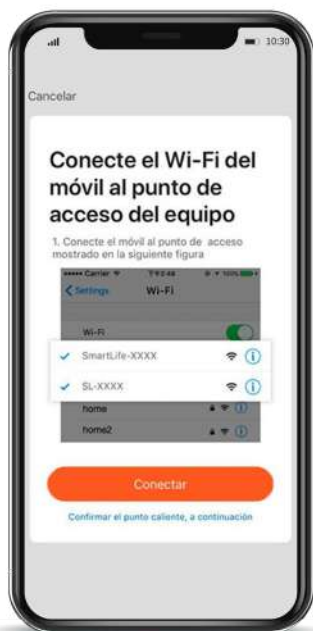 10:30
Cancelar
Conecte el Wi-Fi del
móvil al punto de
acceso del equipo
1. Conecte el móvil al punto de acceso
mostrado en la siguiente figura
Carrier
100%
Settings
Wi-Fi
Wi-Fi
SmartLife-XXXX
SL-XXXX
home
home2
Conectar
Confirmar el punto caliente, a continuación